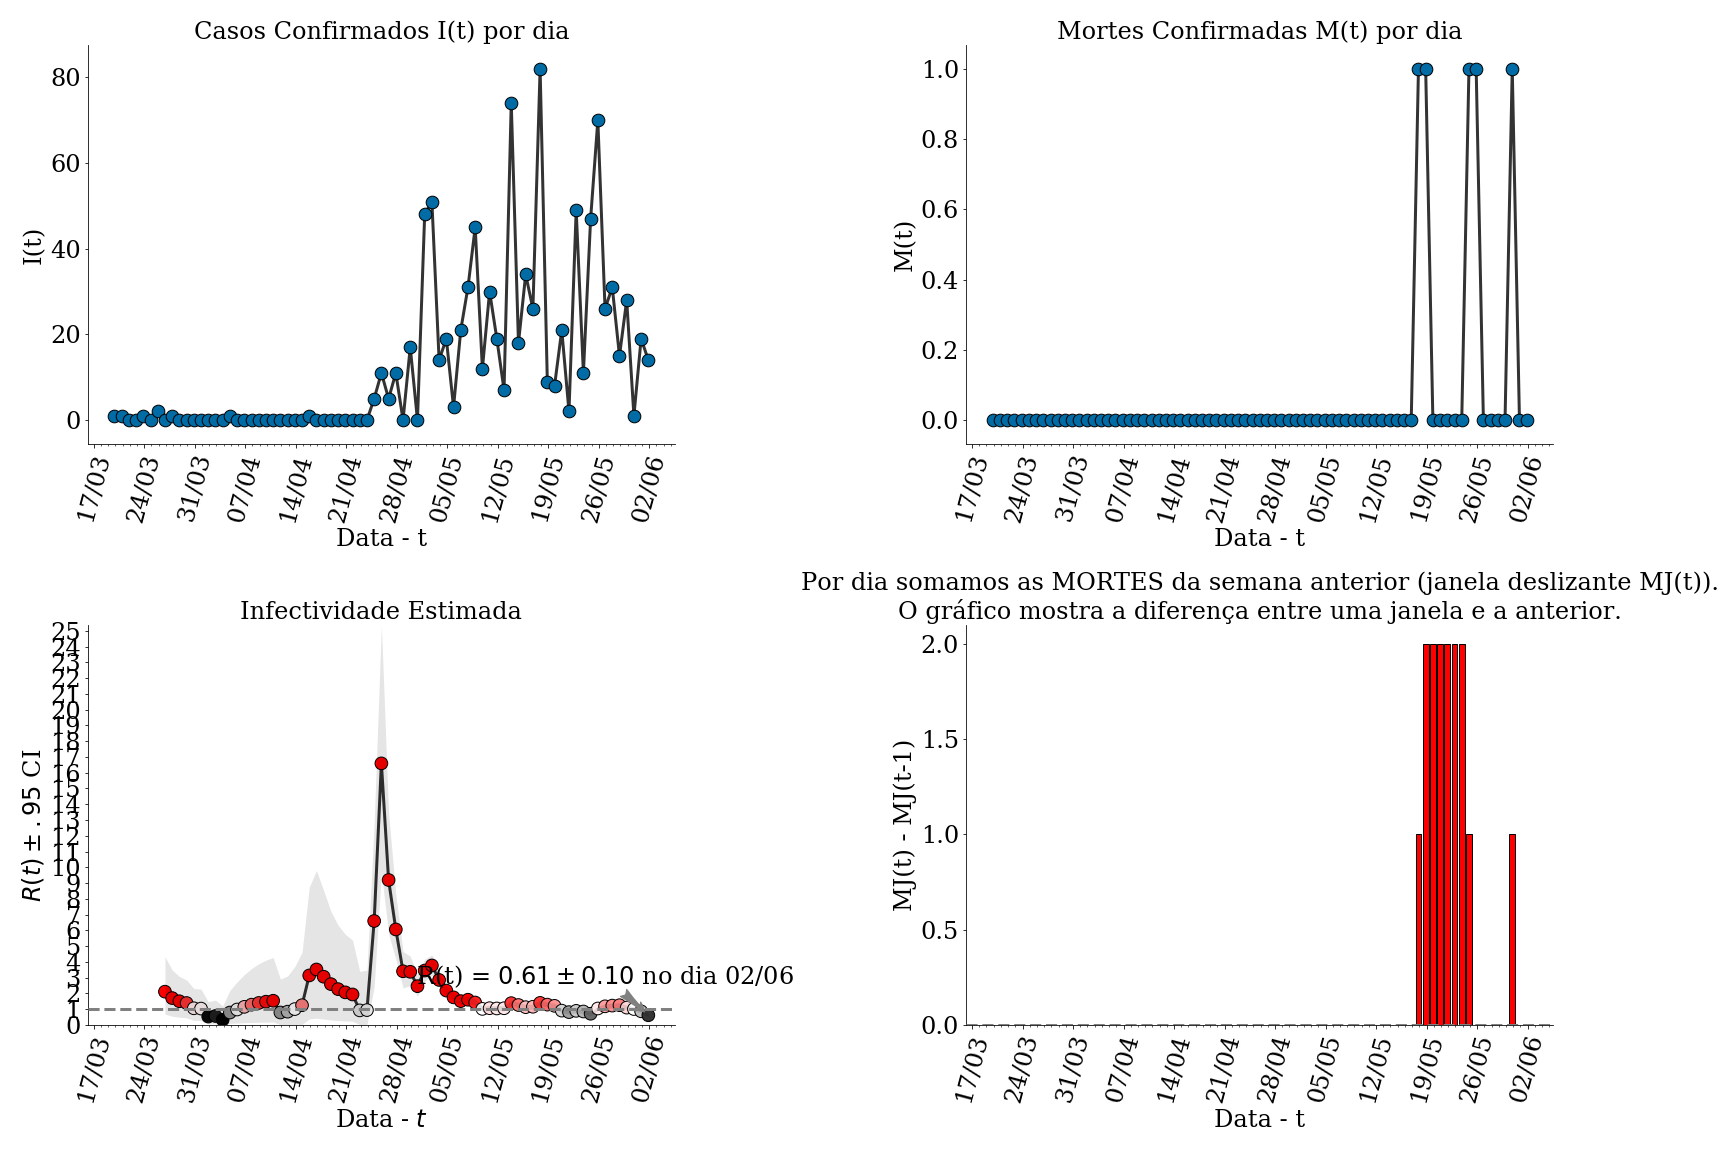 Casos Confirmados I(t) por dia
I(t)
80
60
40
20
0
17/03 24/03 31/03 07/04 14/04 21/04 28/04 05/05 12/05 19/05 26/05 02/06
Data - t
Mortes Confirmadas M(t) por dia
M(t)
1.0
0.8
0.6
0.4
0.2
0.0
17/03 24/03 31/03 07/04 14/04 21/04 28/04 05/05 12/05 19/05 26/05 02/06
Data - t
Infectividade Estimada
R(t) ± .95 CI
25
24
23
22
21
20
19
18
17
16
15
14
13
12
11
10
9
8
7
6
5
4
3
2
1
0
R(t) = 0.61 ± 0.10 no dia 02/06
17/03 24/03 31/03 07/04 14/04 21/04 28/04 05/05 12/05 19/05 26/05 02/06
Data - t
Por dia somamos as MORTES da semana anterior (janela deslizante MJ(t)).
O gráfico mostra a diferença entre uma janela e a anterior.
MJ(t) - MJ(t-1)
2.0
1.5
1.0
0.5
0.0
17/03 24/03 31/03 07/04 14/04 21/04 28/04 05/05 12/05 19/05 26/05 02/06
Data - t